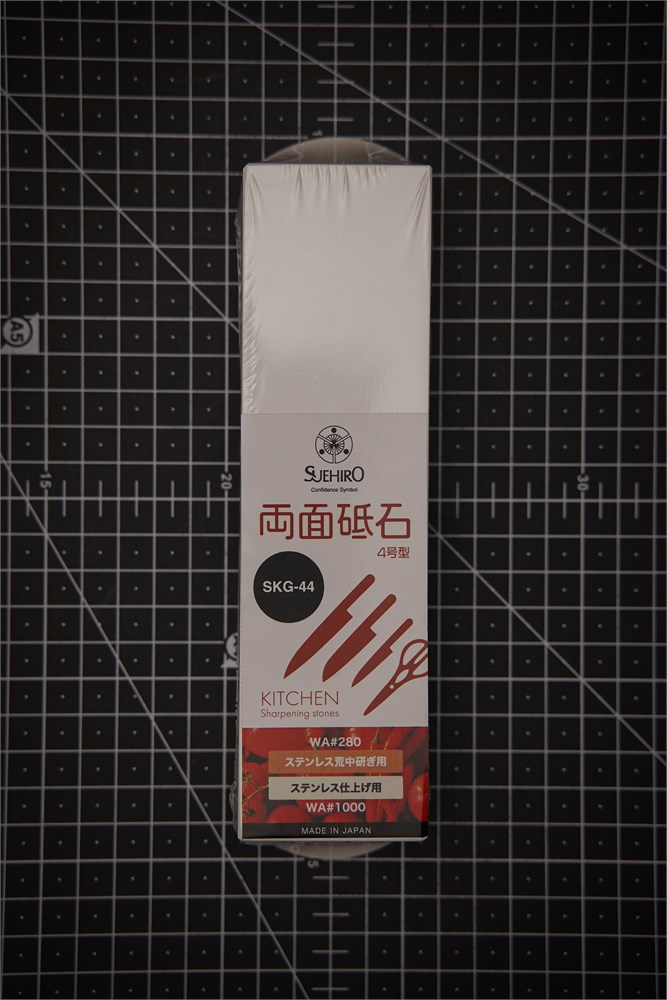 1
A5
15
20
30
SUEHIRO
Confidence Symbol
両面砥石
4号型
SKG-44
KITCHEN
Sharpening stones
WA#280
ステンレス荒中研ぎ用
ステンレス仕上げ用
WA#1000
MADE IN JAPAN
5